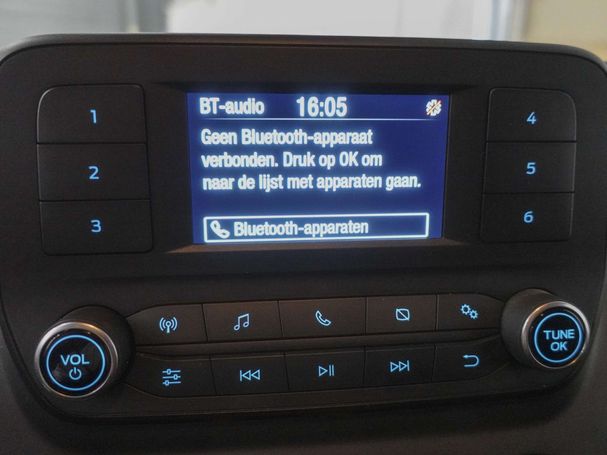 BT-audio 16:05
Geen Bluetooth-apparaat
verbonden. Druk op OK om
naar de lijst met apparaten gaan.
Bluetooth-apparaten
1
2
3
4
5
6
VOL
TUNE
OK